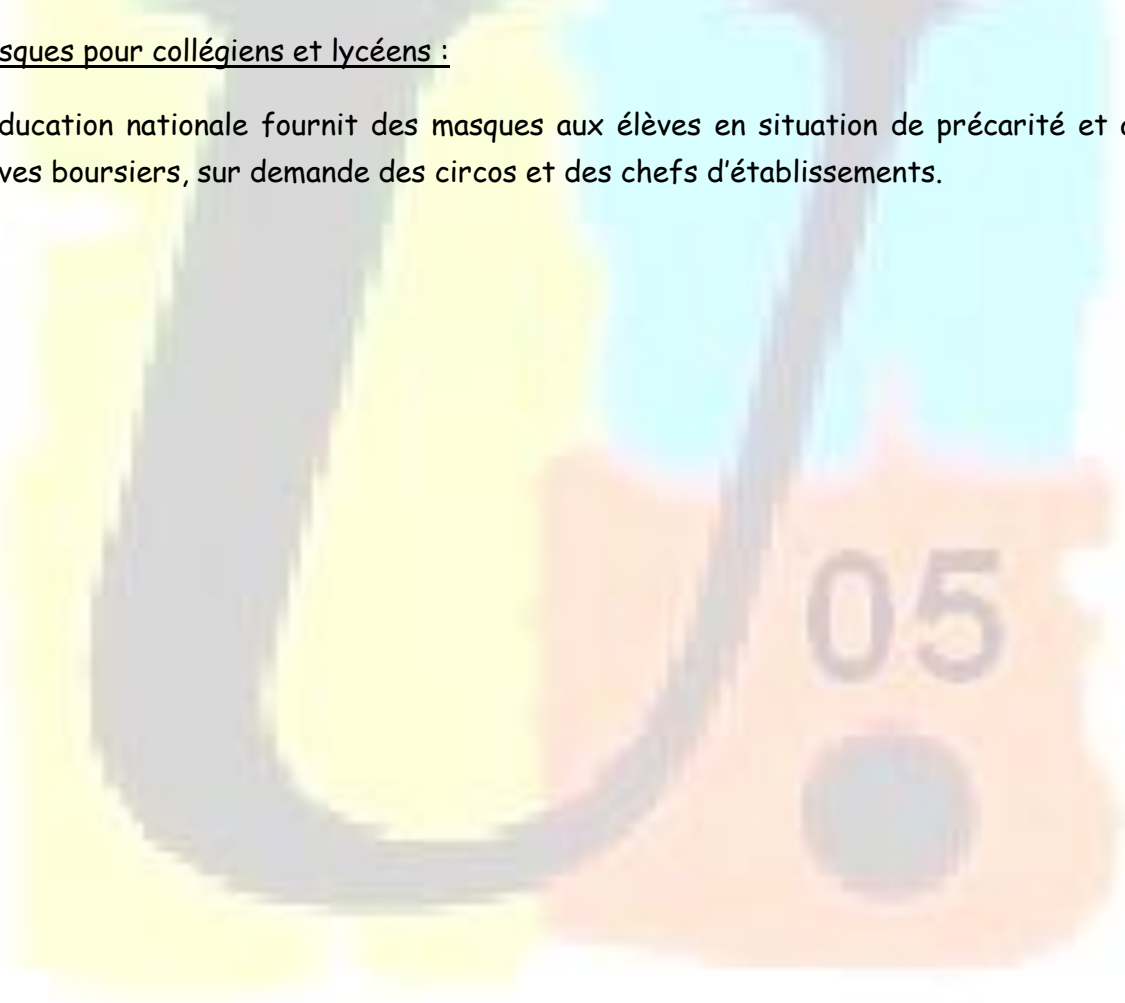 sques pour collégiens et lycéens :
ducation nationale fournit des masques aux élèves en situation de précarité et
ves boursiers, sur demande des circos et des chefs d'établissements.
05